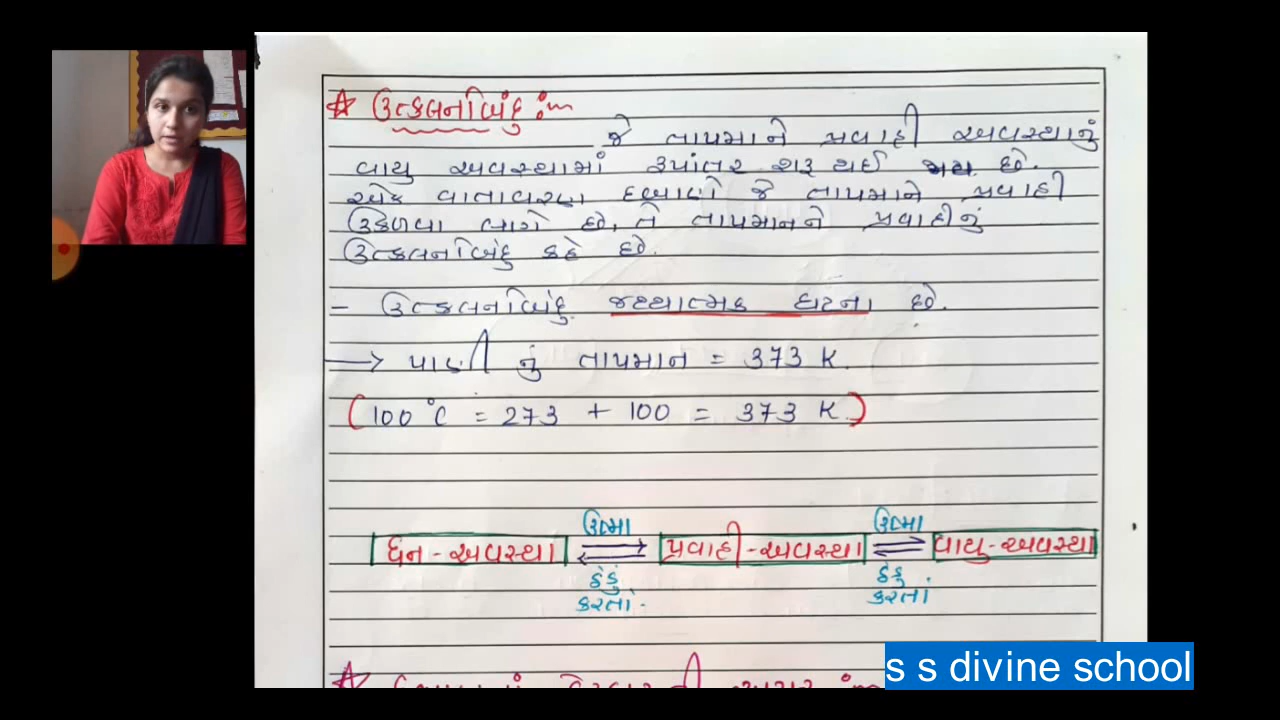 ☆ ઉત્કલનબિંદુ :-
જે તાપમાને પ્રવાહી અવસ્થાનું
વાયુ અવસ્થામાં રૂપાંતર શરૂ થઈ જાય છે.
એક વાતાવરણ દબાણે જે તાપમાને પ્રવાહી
ઉકળવા લાગે છે, તે તાપમાનને પ્રવાહીનું
ઉત્કલનબિંદુ કહે છે.
- ઉત્કલનબિંદુ જથ્થાત્મક ઘટના છે.
→ પાણી નું તાપમાન = 373 K.
(100 °C = 273 + 100 = 373 K.)
ઉષ્મા ઉષ્મા
ઘન - અવસ્થા ⇌ પ્રવાહી - અવસ્થા ⇌ વાયુ - અવસ્થા
ઠંડું ઠંડુ
કરતાં. કરતાં
s s divine school